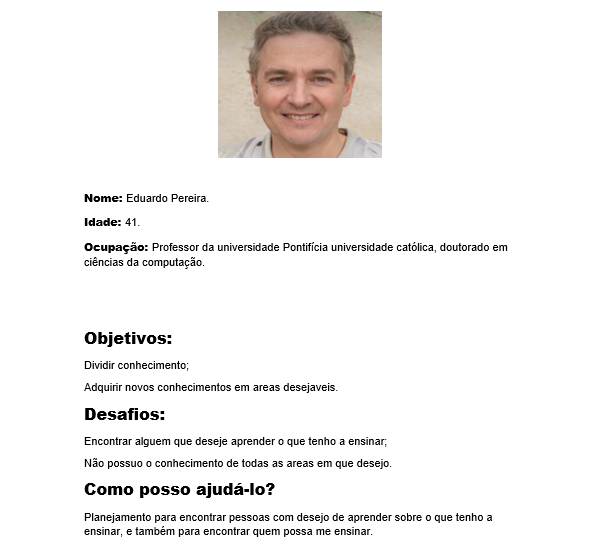 Nome: Eduardo Pereira.
Idade: 41.
Ocupação: Professor da universidade Pontifícia universidade católica, doutorado em
ciências da computação.
Objetivos:
Dividir conhecimento;
Adquirir novos conhecimentos em areas desejaveis.
Desafios:
Encontrar alguem que deseje aprender o que tenho a ensinar;
Não possuo o conhecimento de todas as areas em que desejo.
Como posso ajudá-lo?
Planejamento para encontrar pessoas com desejo de aprender sobre o que tenho a
ensinar, e também para encontrar quem possa me ensinar.